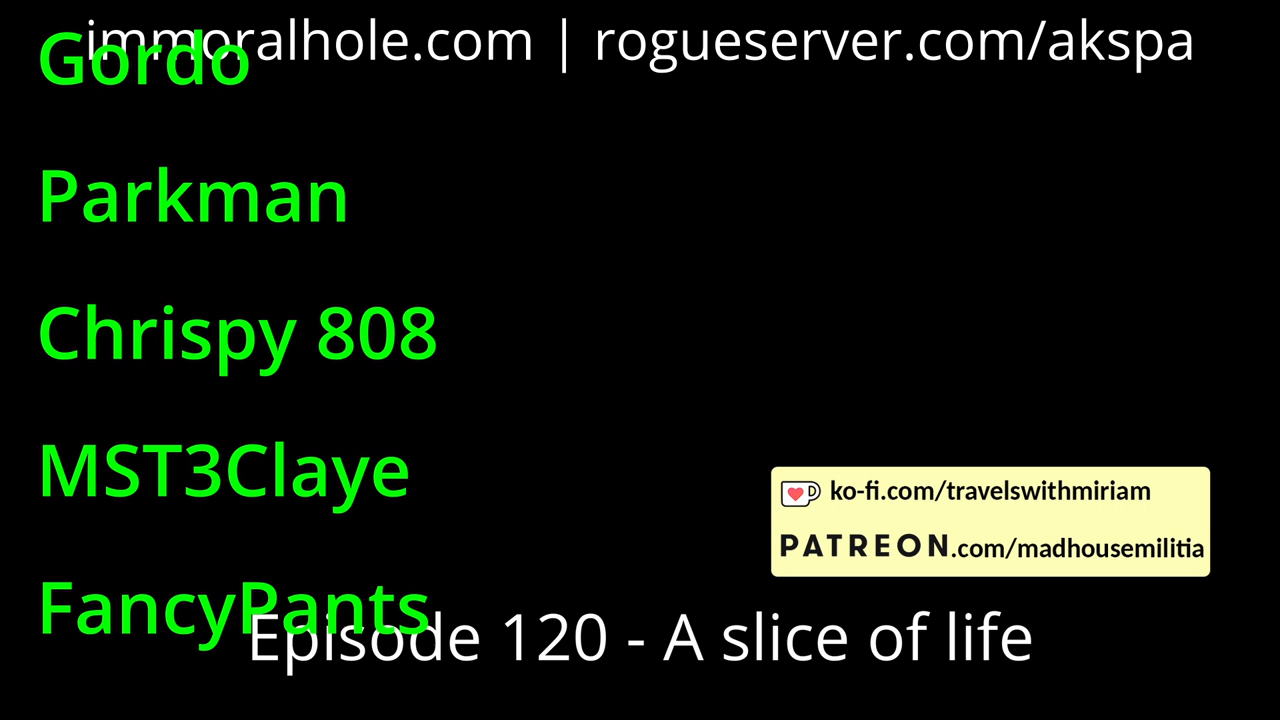 immoralhole.com | rogueserver.com/akspa
Gordo
Parkman
Chrispy 808
MST3Claye
ko-fi.com/travelswithmiriam
PATREON.com/madhousemilitia
FancyPants
Episode 120 - A slice of life